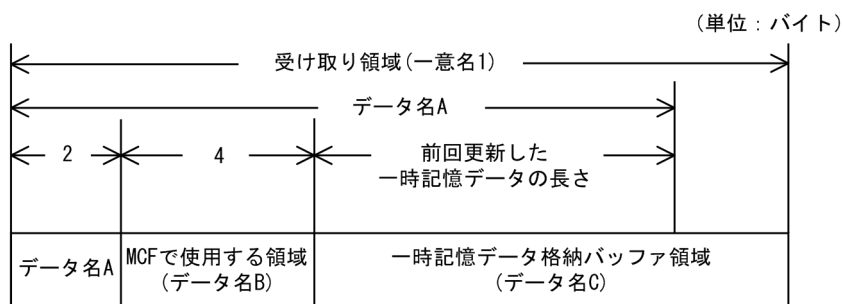 (単位:バイト)
受け取り領域(一意名1)
データ名A
2
4
前回更新した
一時記憶データの長さ
データ名A
MCFで使用する領域
(データ名B)
一時記憶データ格納バッファ領域
(データ名C)